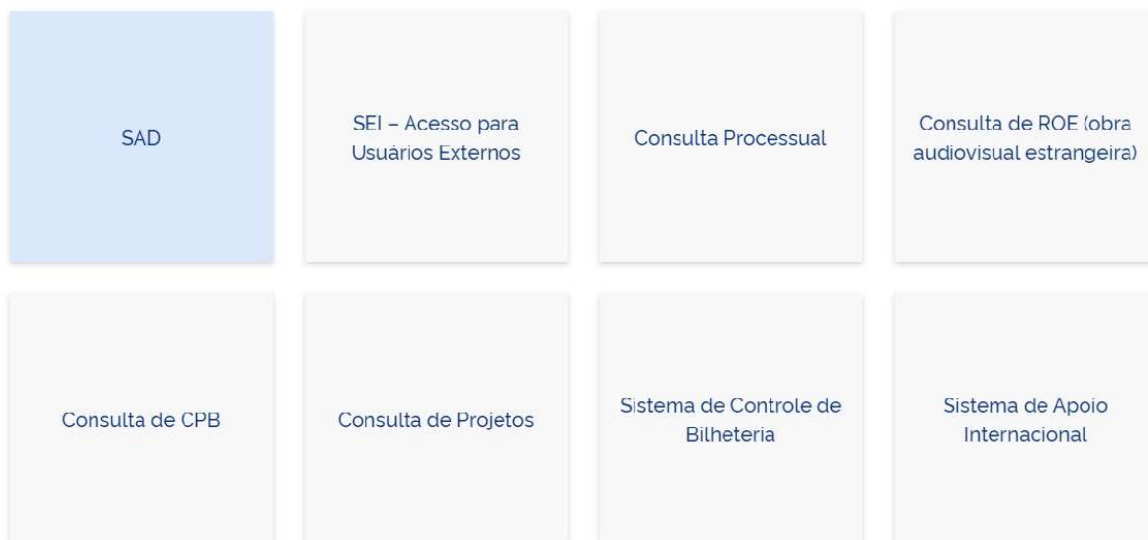 SAD
SEI – Acesso para
Usuários Externos
Consulta Processual
Consulta de ROE (obra
audiovisual estrangeira)
Consulta de CPB
Consulta de Projetos
Sistema de Controle de
Bilheteria
Sistema de Apoio
Internacional